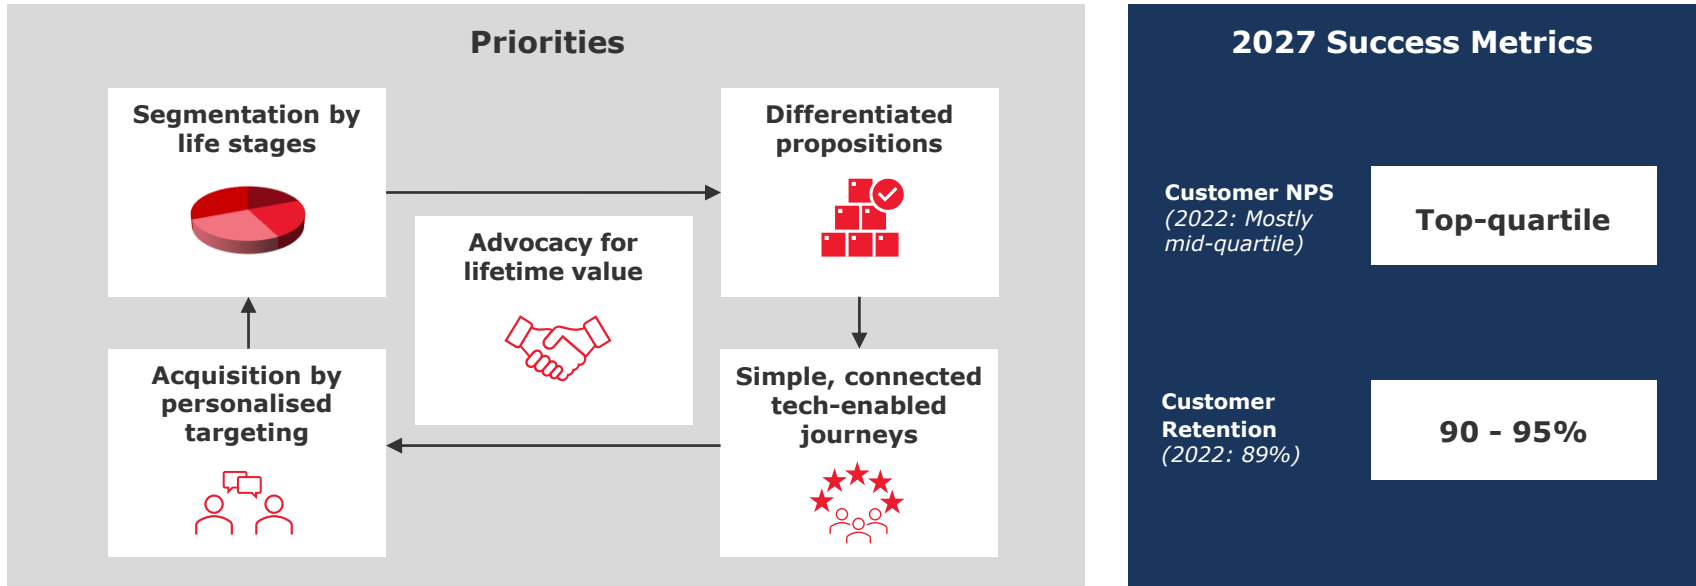 Priorities
Segmentation by
life stages
Differentiated
propositions
Advocacy for
lifetime value
Acquisition by
personalised
targeting
Simple, connected
tech-enabled
journeys
2027 Success Metrics
Customer NPS
(2022: Mostly
mid-quartile)
Top-quartile
Customer
Retention
(2022: 89%)
90 - 95%